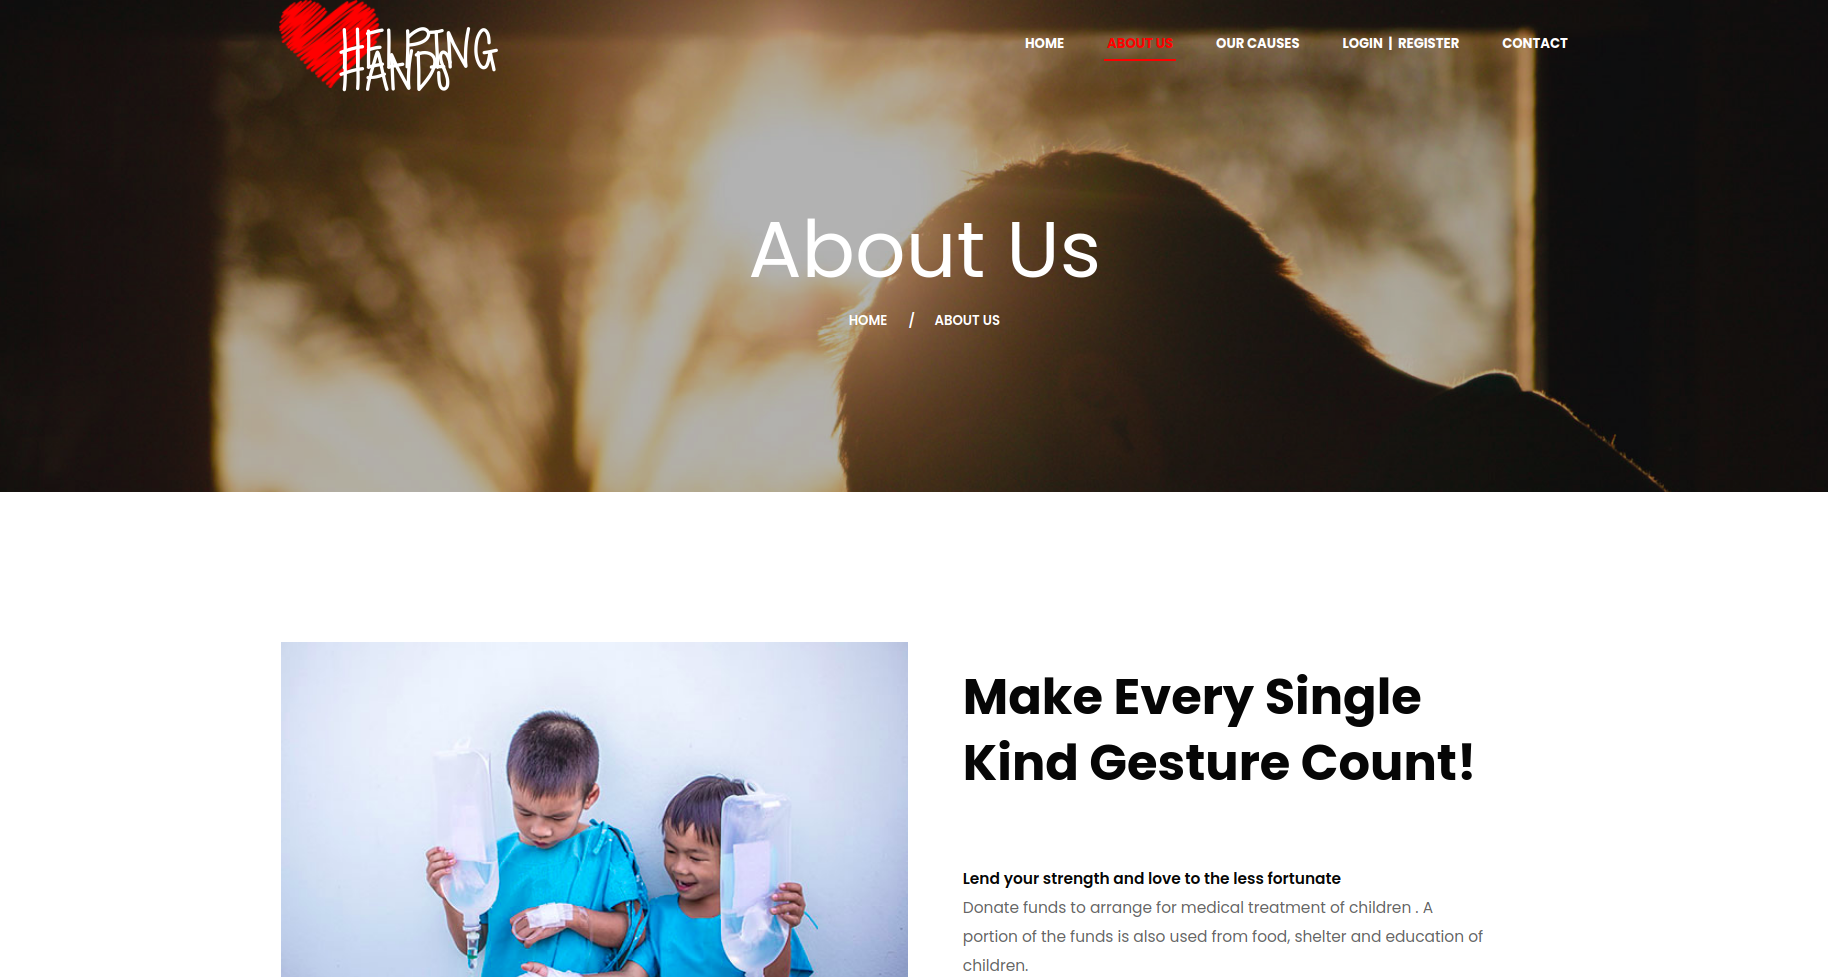 HELPING
HANDS
HOME ABOUT US OUR CAUSES LOGIN | REGISTER CONTACT
About Us
HOME / ABOUT US
Make Every Single
Kind Gesture Count!
Lend your strength and love to the less fortunate
Donate funds to arrange for medical treatment of children . A
portion of the funds is also used from food, shelter and education of
children.